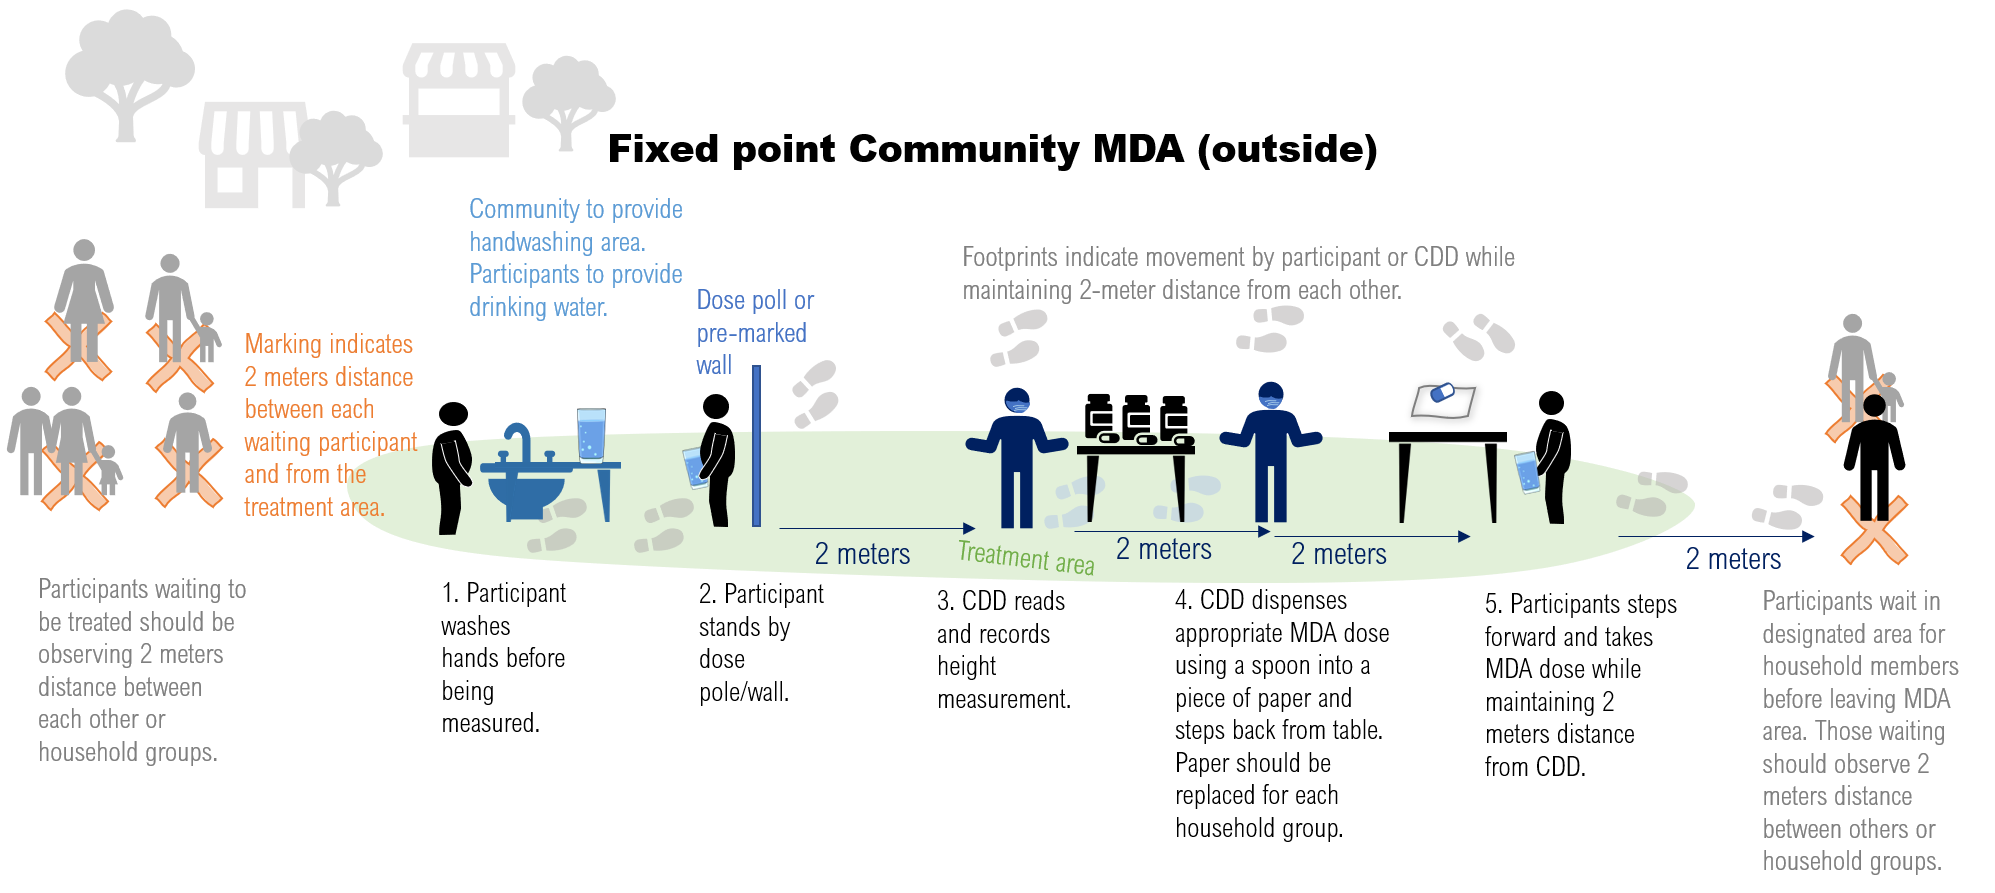 Fixed point Community MDA (outside)
Community to provide
handwashing area.
Participants to provide
drinking water.
Dose poll or
pre-marked
wall
Footprints indicate movement by participant or CDD while
maintaining 2-meter distance from each other.
Marking indicates
2 meters distance
between each
waiting participant
and from the
treatment area.
2 meters
Treatment area
2 meters
2 meters
2 meters
Participants waiting to
be treated should be
observing 2 meters
distance between
each other or
household groups.
1. Participant
washes
hands before
being
measured.
2. Participant
stands by
dose
pole/wall.
3. CDD reads
and records
height
measurement.
4. CDD dispenses
appropriate MDA dose
using a spoon into a
piece of paper and
steps back from table.
Paper should be
replaced for each
household group.
5. Participants steps
forward and takes
MDA dose while
maintaining 2
meters distance
from CDD.
Participants wait in
designated area for
household members
before leaving MDA
area. Those waiting
should observe 2
meters distance
between others or
household groups.